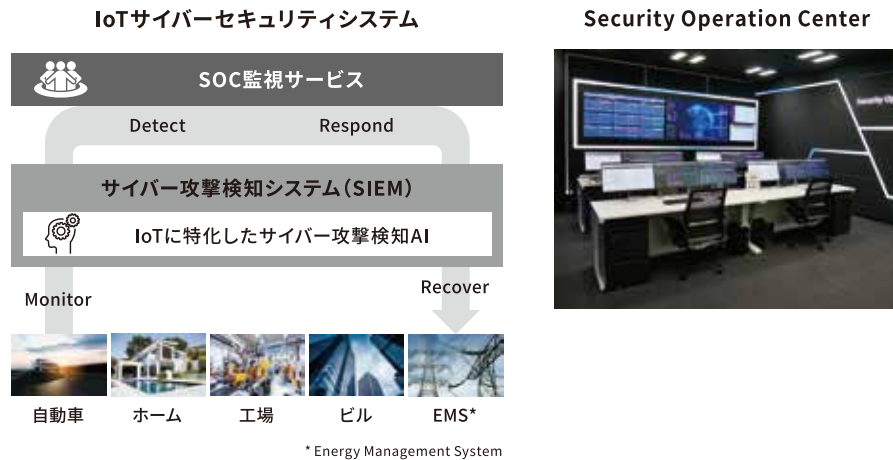 IoTサイバーセキュリティシステム
SOC監視サービス
Detect
Respond
サイバー攻撃検知システム（SIEM）
IoTに特化したサイバー攻撃検知AI
Monitor
Recover
自動車
ホーム
工場
ビル
EMS*
* Energy Management System
Security Operation Center